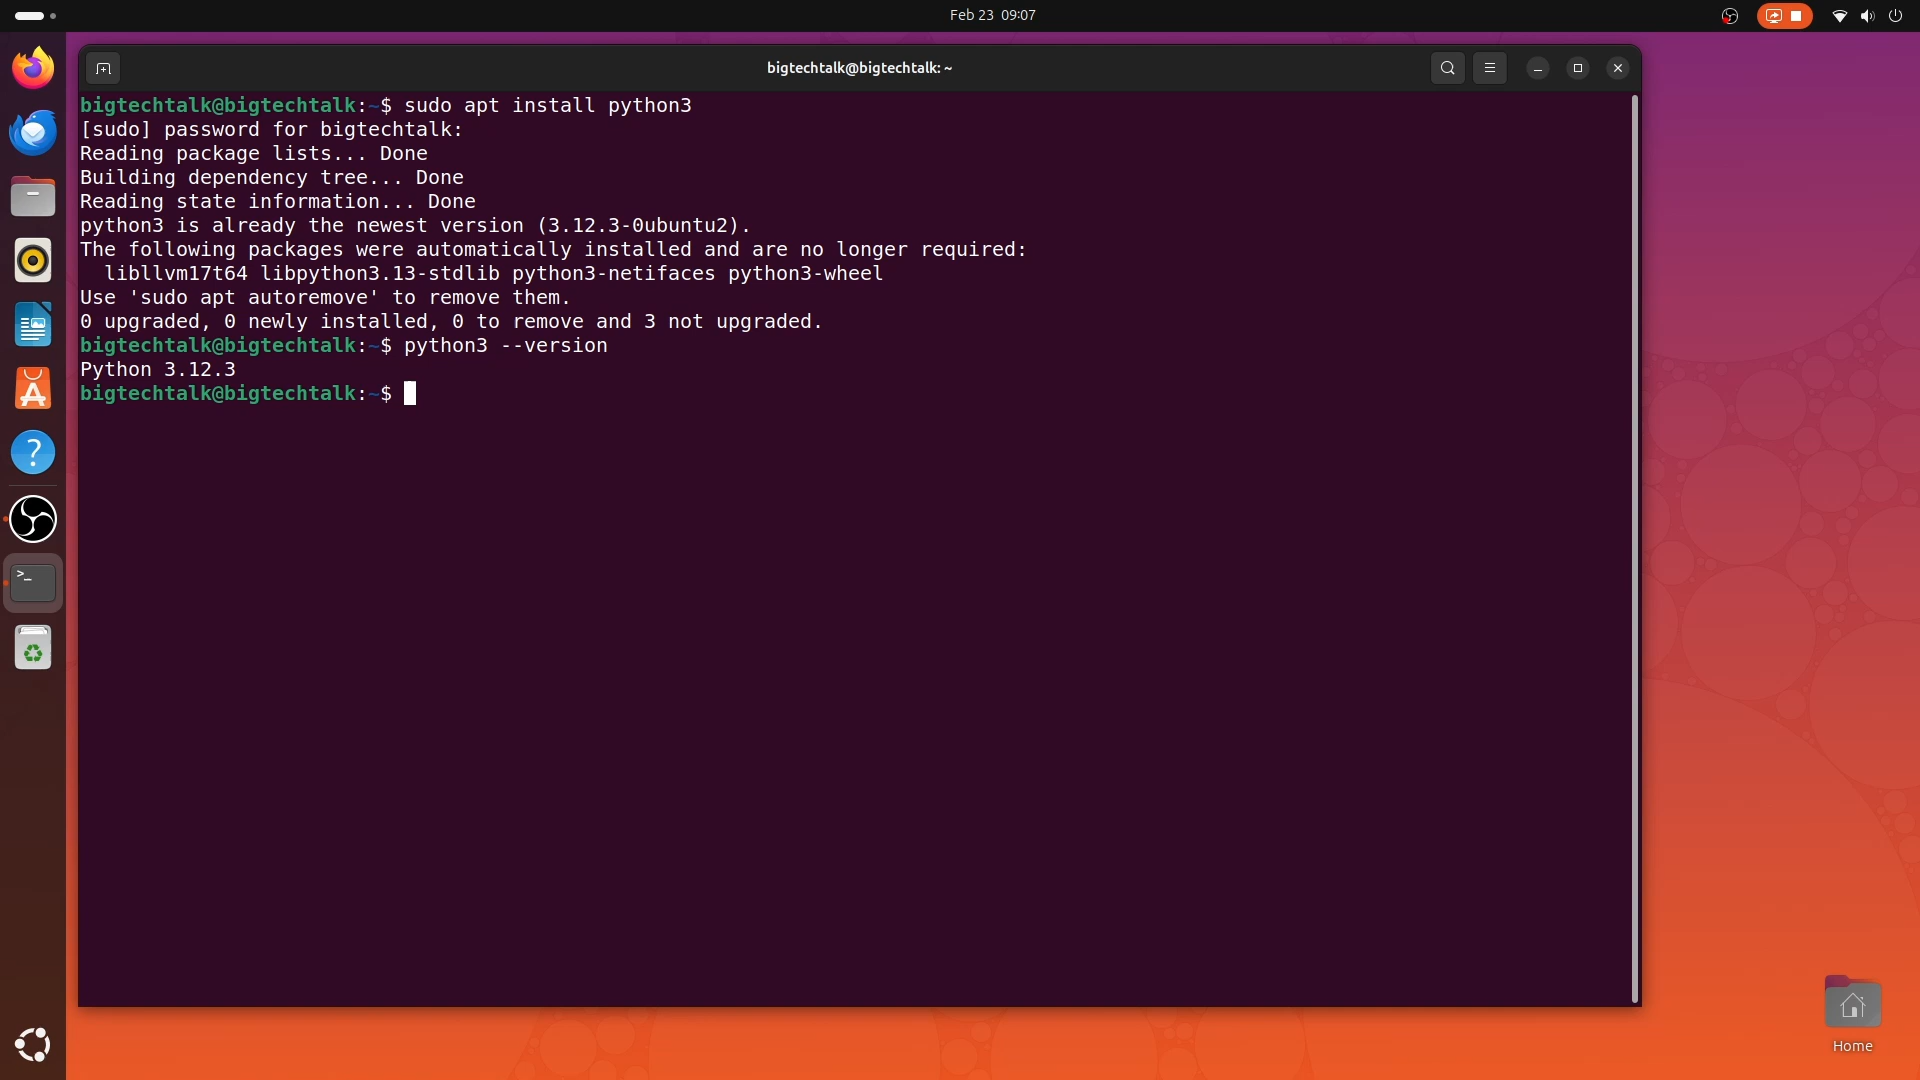 Feb 23 09:07
bigtechtalk@bigtechtalk: ~
bigtechtalk@bigtechtalk:~$ sudo apt install python3
[sudo] password for bigtechtalk:
Reading package lists... Done
Building dependency tree... Done
Reading state information... Done
python3 is already the newest version (3.12.3-0ubuntu2).
The following packages were automatically installed and are no longer required:
  libllvm17t64 libpython3.13-stdlib python3-netifaces python3-wheel
Use 'sudo apt autoremove' to remove them.
0 upgraded, 0 newly installed, 0 to remove and 3 not upgraded.
bigtechtalk@bigtechtalk:~$ python3 --version
Python 3.12.3
bigtechtalk@bigtechtalk:~$
Home